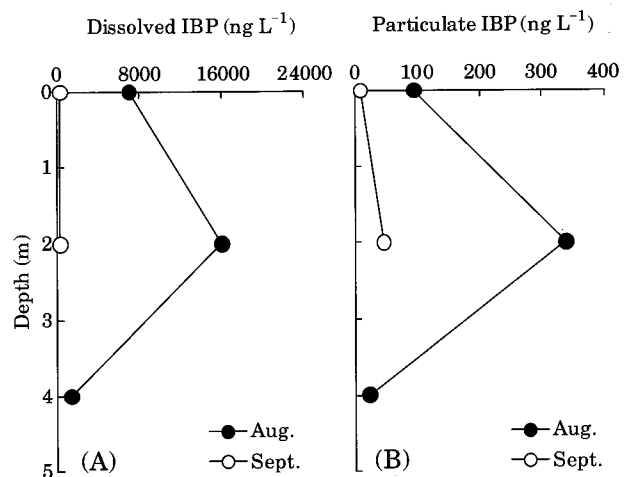 Dissolved IBP (ng L⁻¹)
0 8000 16000 24000
0
1
2
3
4
5
Depth (m)
(A)
Aug.
Sept.
Particulate IBP (ng L⁻¹)
0 100 200 300 400
(B)
Aug.
Sept.